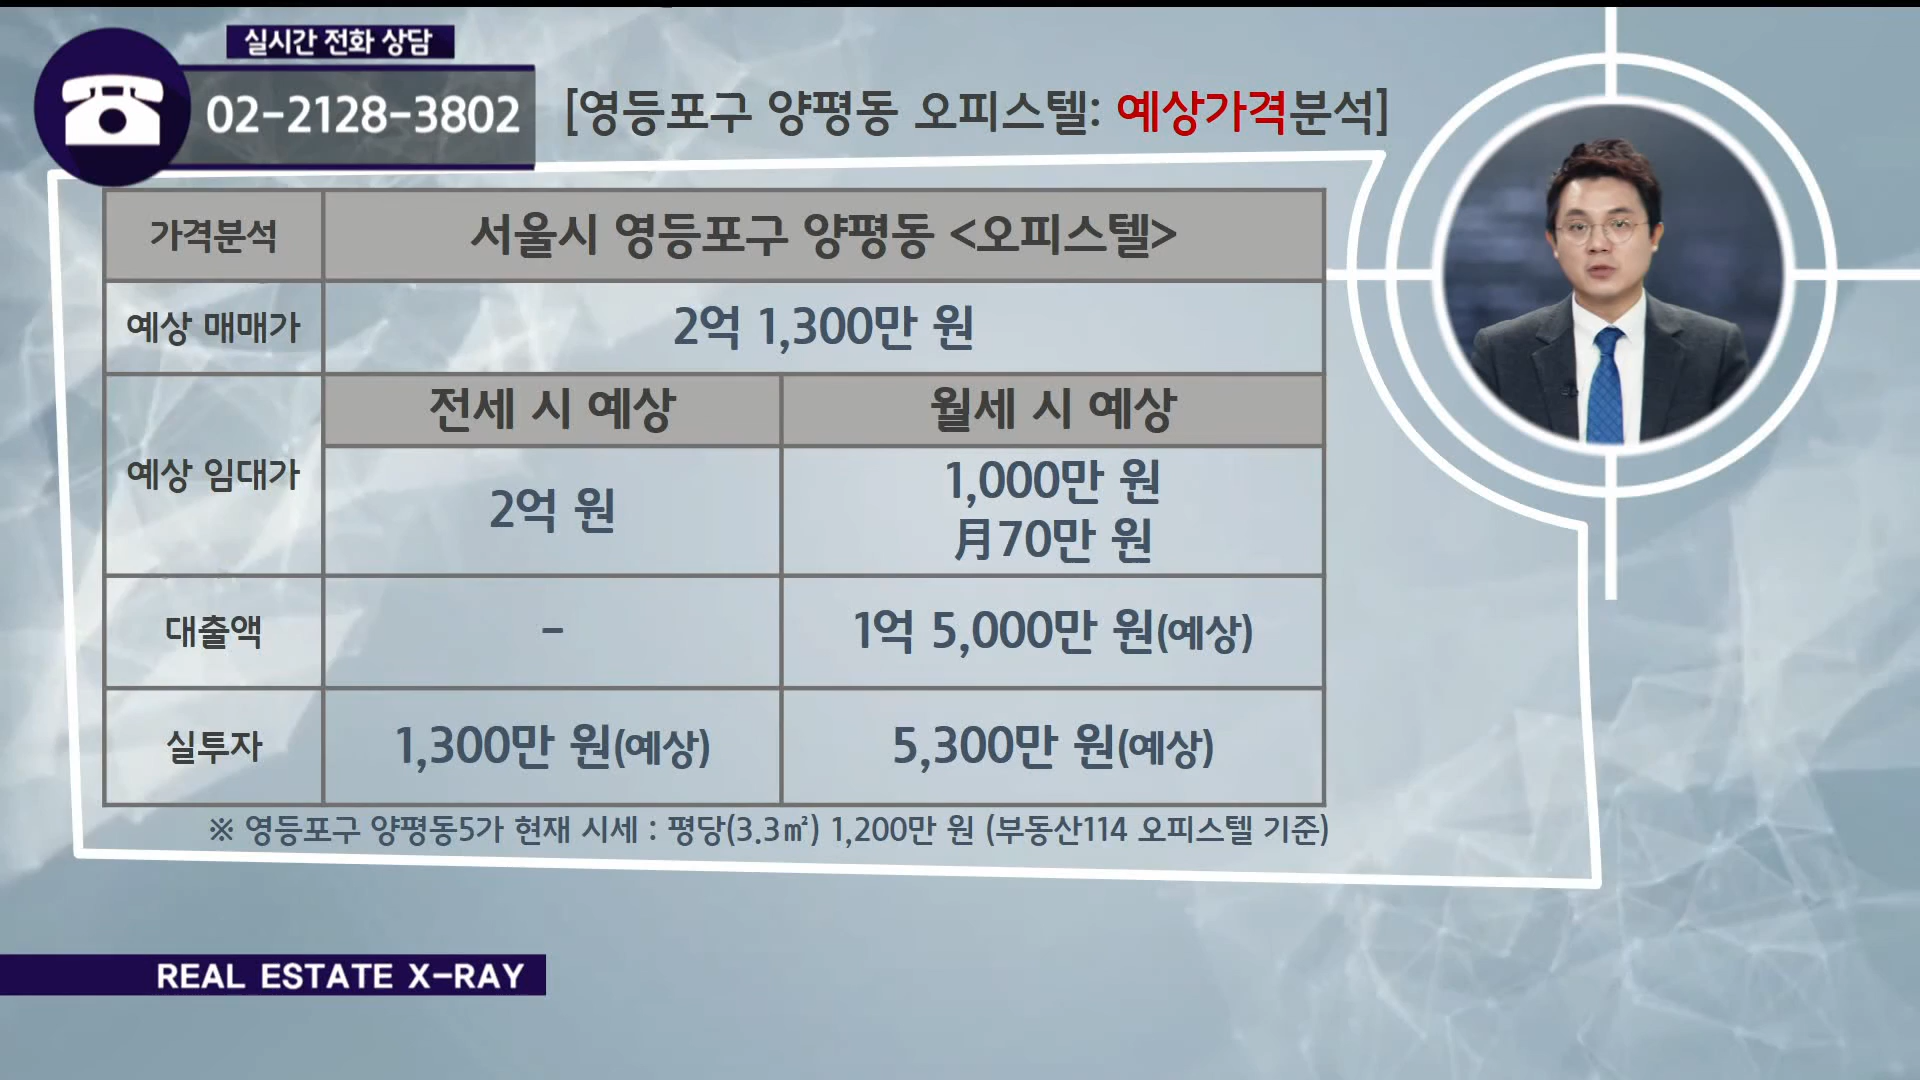 실시간 전화 상담
02-2128-3802
[영등포구 양평동 오피스텔: 예상가격분석]
가격분석 서울시 영등포구 양평동 <오피스텔>
예상 매매가 2억 1,300만 원
전세 시 예상 월세 시 예상
예상 임대가
2억 원
1,000만 원
月70만 원
대출액 - 1억 5,000만 원(예상)
실투자 1,300만 원(예상) 5,300만 원(예상)
※ 영등포구 양평동5가 현재 시세 : 평당(3.3㎡) 1,200만 원 (부동산114 오피스텔 기준)
REAL ESTATE X-RAY